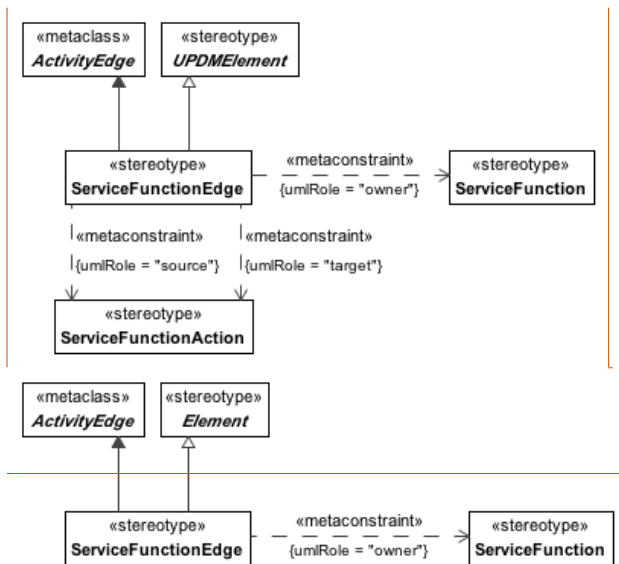 «metaclass»
ActivityEdge
«stereotype»
UPDMElement
«stereotype»
ServiceFunctionEdge
«metaconstraint»
{umlRole = "owner"}
«stereotype»
ServiceFunction
«metaconstraint»
{umlRole = "source"}
«metaconstraint»
{umlRole = "target"}
«stereotype»
ServiceFunctionAction
«metaclass»
ActivityEdge
«stereotype»
Element
«stereotype»
ServiceFunctionEdge
«metaconstraint»
{umlRole = "owner"}
«stereotype»
ServiceFunction